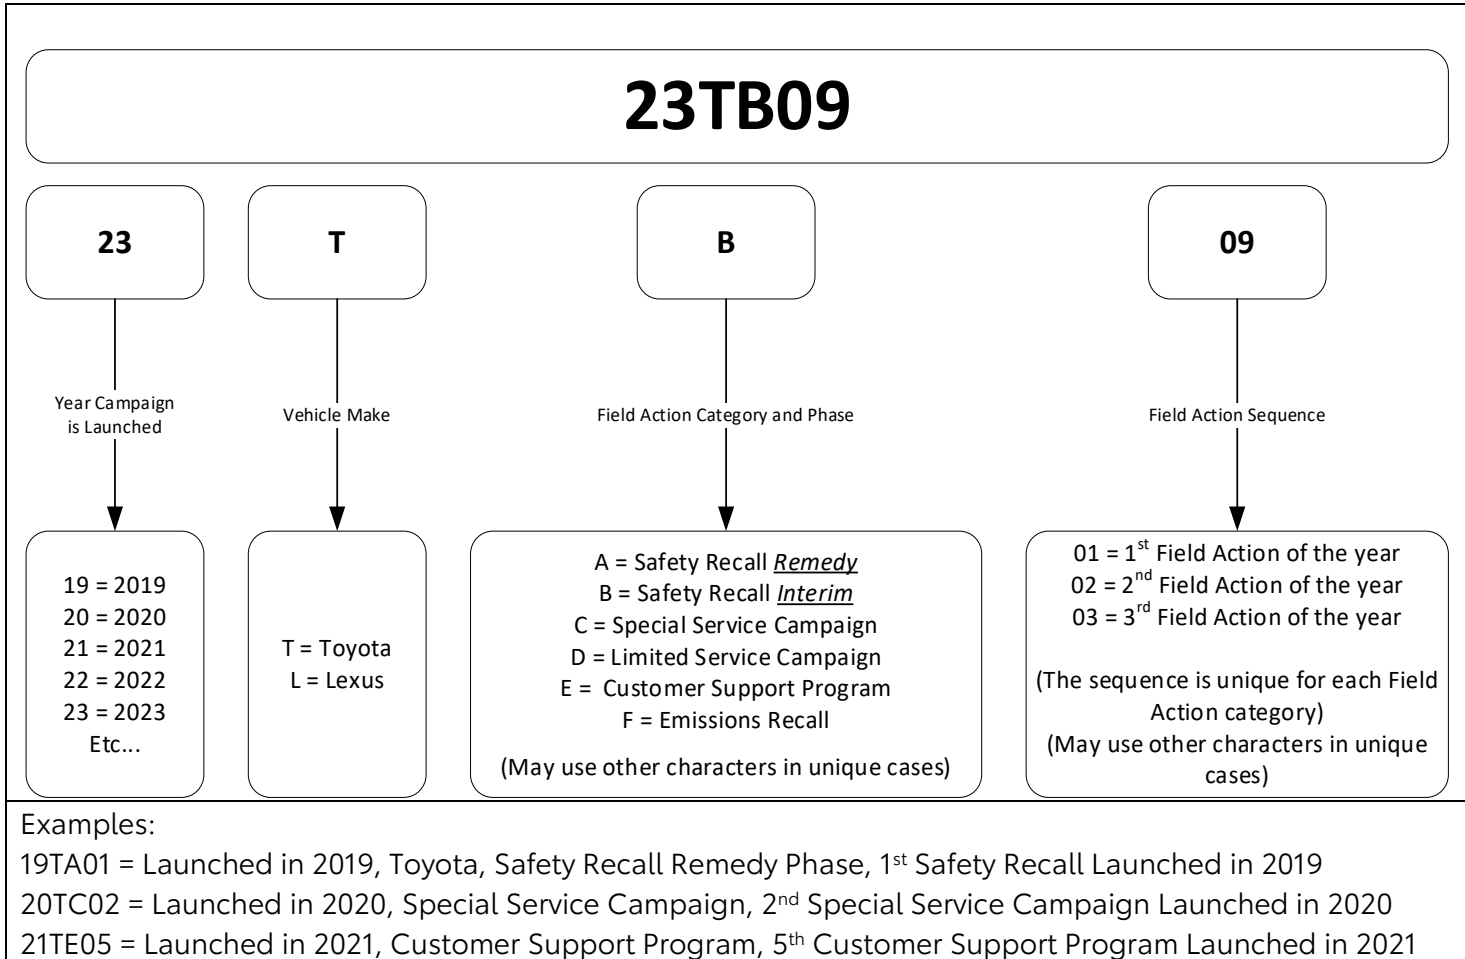 23TB09
23
T
B
09
Year Campaign
is Launched
Vehicle Make
Field Action Category and Phase
Field Action Sequence
19 = 2019
20 = 2020
21 = 2021
22 = 2022
23 = 2023
Etc...
T = Toyota
L = Lexus
A = Safety Recall Remedy
B = Safety Recall Interim
C = Special Service Campaign
D = Limited Service Campaign
E =  Customer Support Program
F = Emissions Recall
(May use other characters in unique cases)
01 = 1st Field Action of the year
02 = 2nd Field Action of the year
03 = 3rd Field Action of the year
(The sequence is unique for each Field
Action category)
(May use other characters in unique
cases)
Examples:
19TA01 = Launched in 2019, Toyota, Safety Recall Remedy Phase, 1st Safety Recall Launched in 2019
20TC02 = Launched in 2020, Special Service Campaign, 2nd Special Service Campaign Launched in 2020
21TE05 = Launched in 2021, Customer Support Program, 5th Customer Support Program Launched in 2021